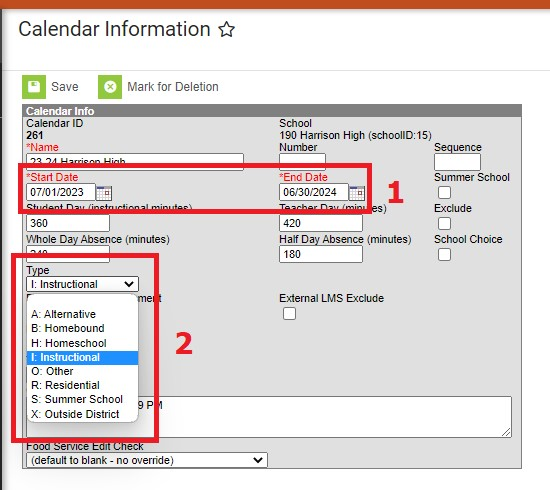 Calendar Information
Save Mark for Deletion
Calendar Info
Calendar ID School
261 190 Harrison High (schoolID:15)
*Name Number Sequence
23-24 Harrison High
*Start Date *End Date Summer School
07/01/2023 06/30/2024 1
Student Day (instructional minutes) Teacher Day (minutes) Exclude
360 420
Whole Day Absence (minutes) Half Day Absence (minutes) School Choice
240 180
Type
I: Instructional
External LMS Exclude
A: Alternative
B: Homebound
H: Homeschool
I: Instructional 2
O: Other
R: Residential
S: Summer School
X: Outside District
9 PM
Food Service Edit Check
(default to blank - no override)